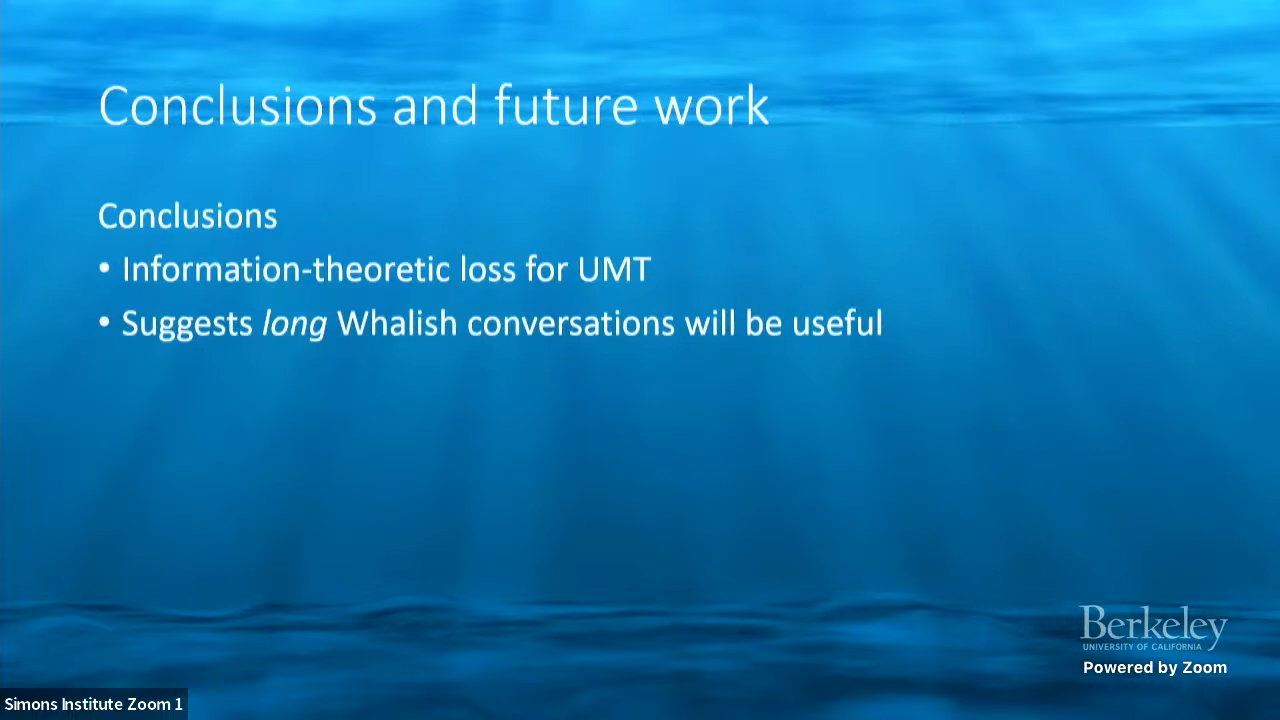 Conclusions and future work
Conclusions
• Information-theoretic loss for UMT
• Suggests long Whalish conversations will be useful
Berkeley
UNIVERSITY OF CALIFORNIA
Powered by Zoom
Simons Institute Zoom 1